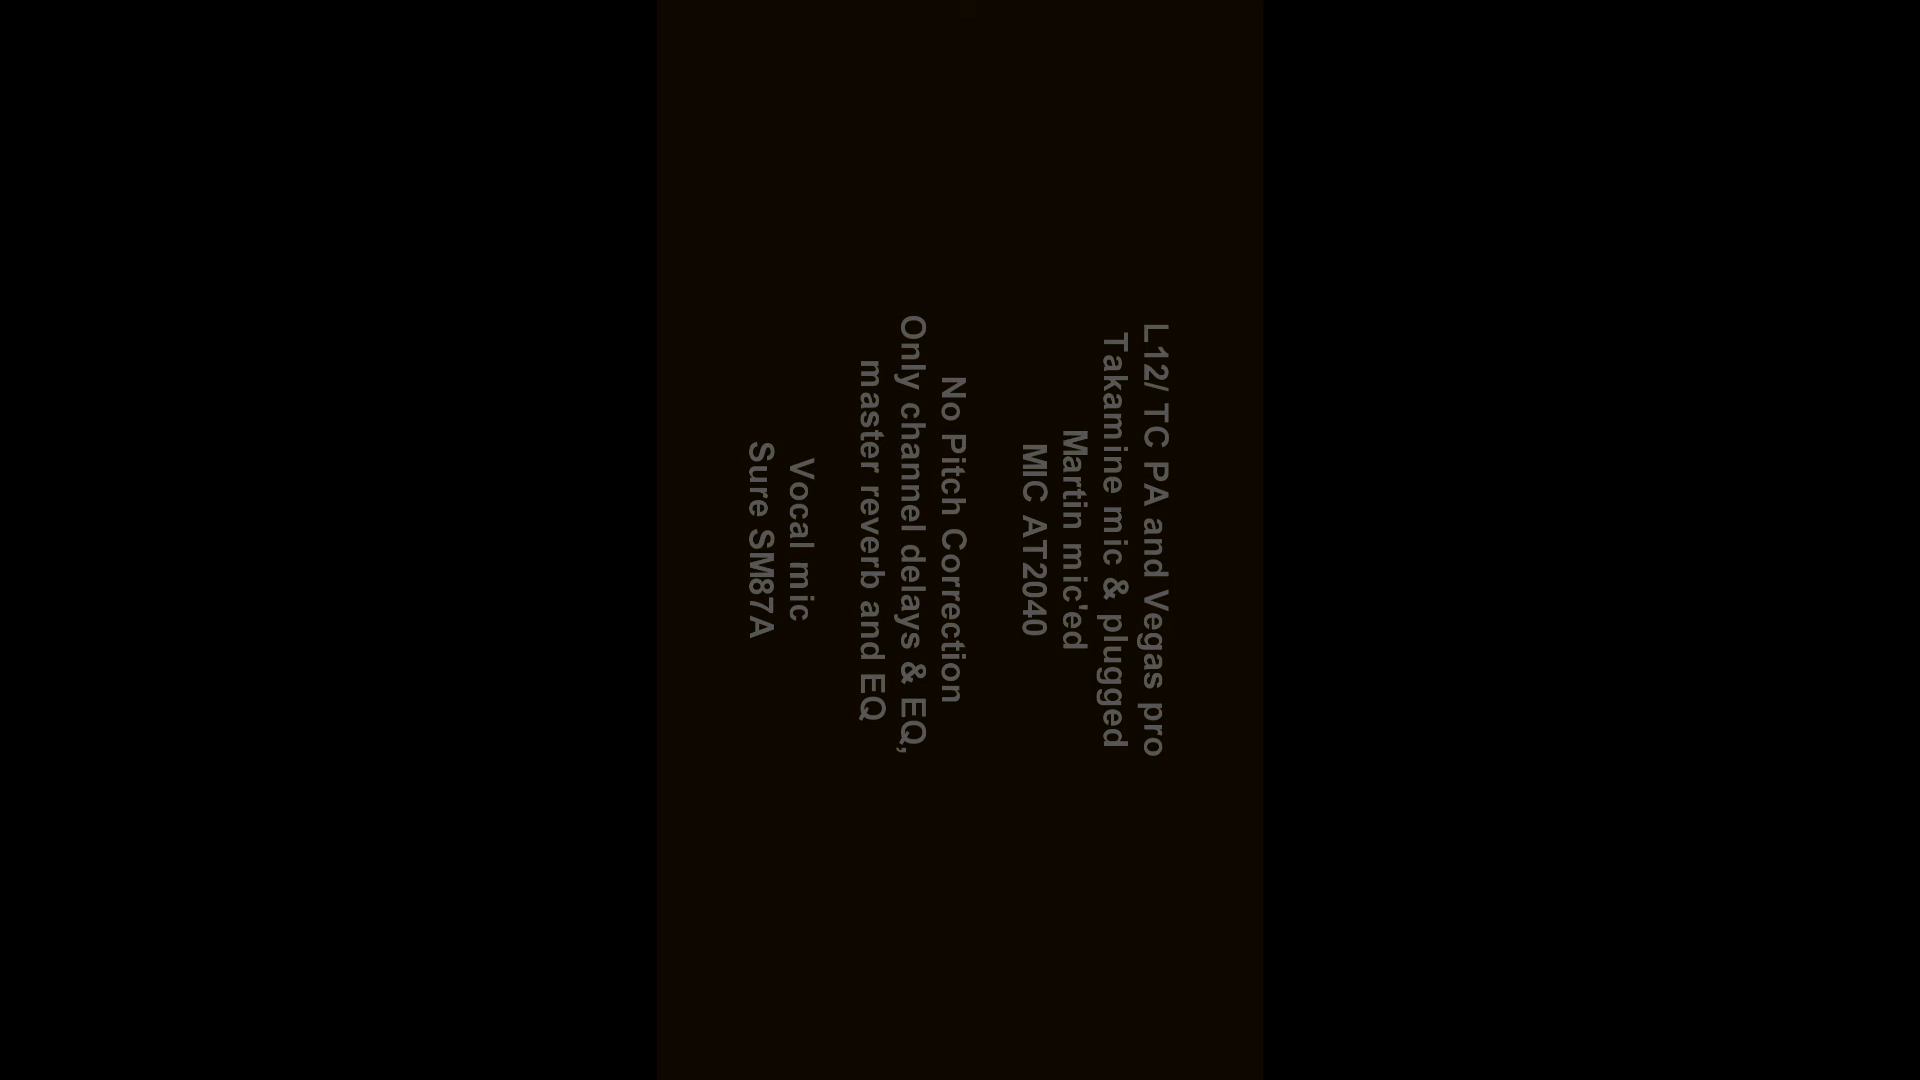 L12/ TC PA and Vegas pro
Takamine mic & plugged
Martin mic'ed
MIC AT2040
No Pitch Correction
Only channel delays & EQ,
master reverb and EQ
Vocal mic
Sure SM87A